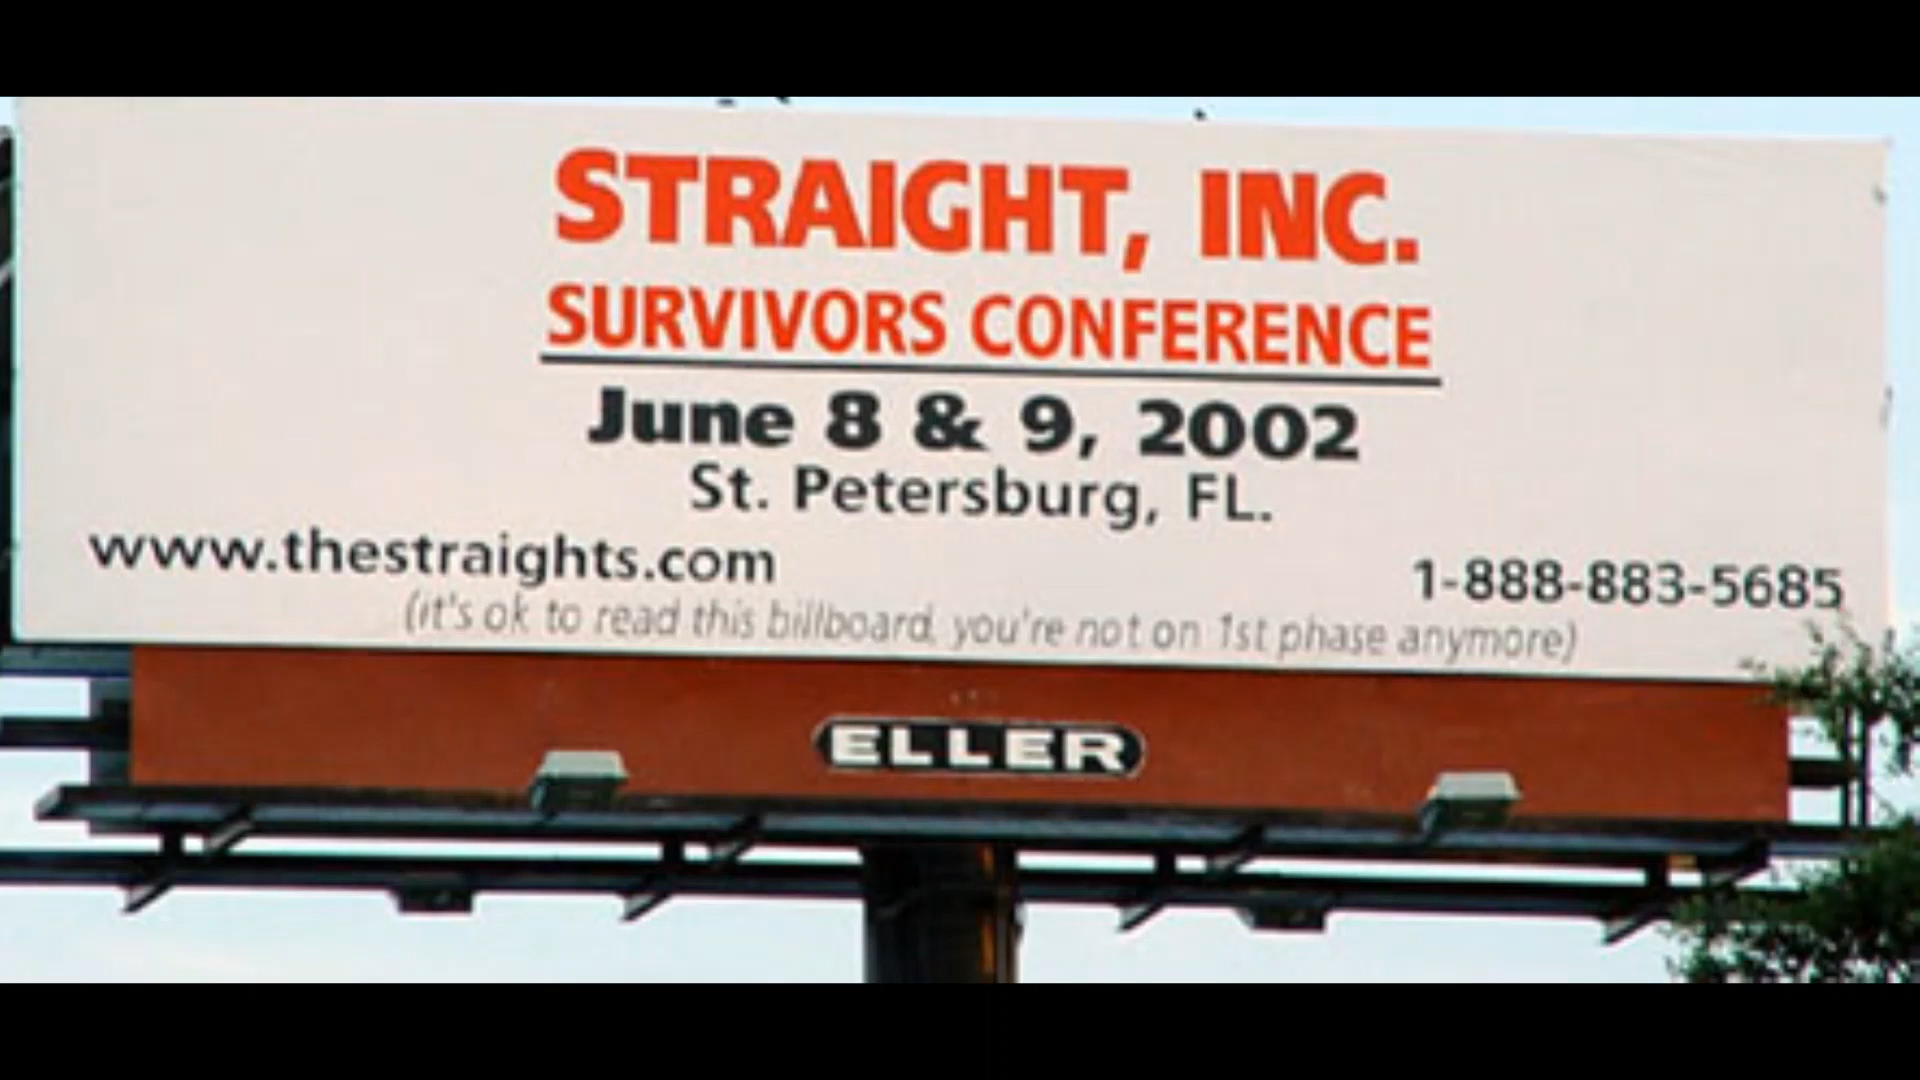 STRAIGHT, INC.
SURVIVORS CONFERENCE
June 8 & 9, 2002
St. Petersburg, FL.
www.thestraights.com
1-888-883-5685
(it's ok to read this billboard, you're not on 1st phase anymore)
ELLER